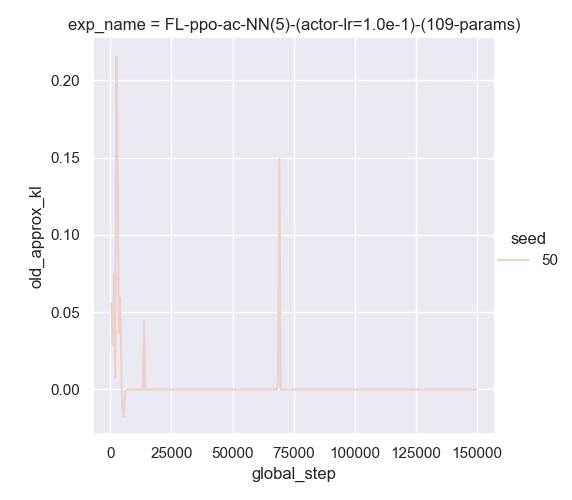 exp_name = FL-ppo-ac-NN(5)-(actor-lr=1.0e-1)-(109-params)
0.20
0.15
0.10
0.05
0.00
old_approx_kl
0 25000 50000 75000 100000 125000 150000
global_step
seed
50